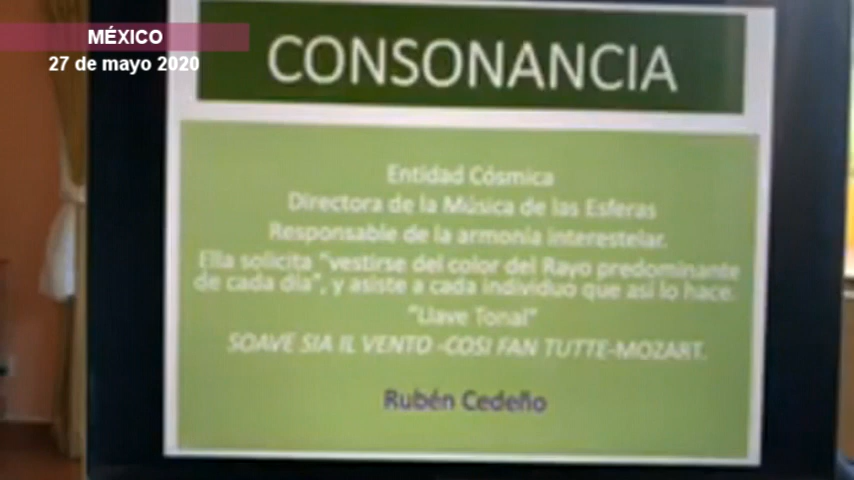 MÉXICO
27 de mayo 2020
CONSONANCIA
Entidad Cósmica
Directora de la Música de las Esferas
Responsable de la armonía interestelar.
Ella solicita "vestirse del color del Rayo predominante
de cada día", y asiste a cada individuo que así lo hace.
"Llave Tonal"
SOAVE SIA IL VENTO -COSI FAN TUTTE-MOZART.
Rubén Cedeño